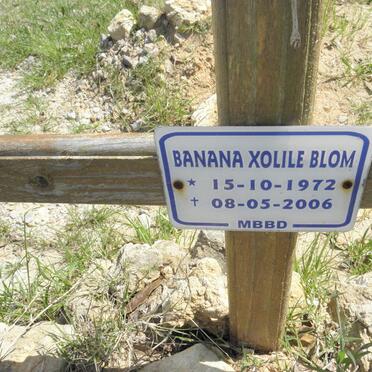 BANANA XOLILE BLOM
* 15-10-1972
† 08-05-2006
MBBD